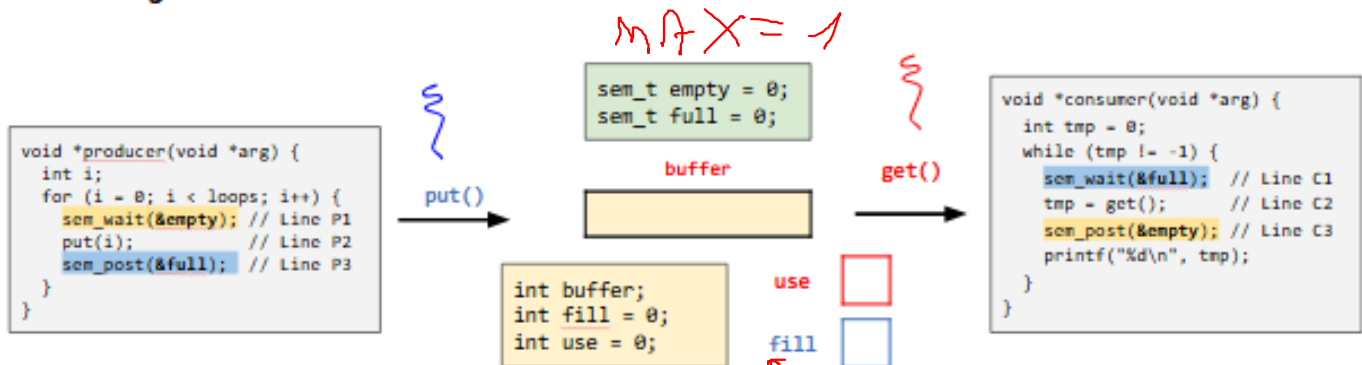 MAX = 1
void *producer(void *arg) {
int i;
for (i = 0; i < loops; i++) {
sem_wait(&empty); // Line P1
put(i); // Line P2
sem_post(&full); // Line P3
}
}
put()
sem_t empty = 0;
sem_t full = 0;
buffer
int buffer;
int fill = 0;
int use = 0;
get()
use
fill
void *consumer(void *arg) {
int tmp = 0;
while (tmp != -1) {
sem_wait(&full); // Line C1
tmp = get(); // Line C2
sem_post(&empty); // Line C3
printf("%d\n", tmp);
}
}